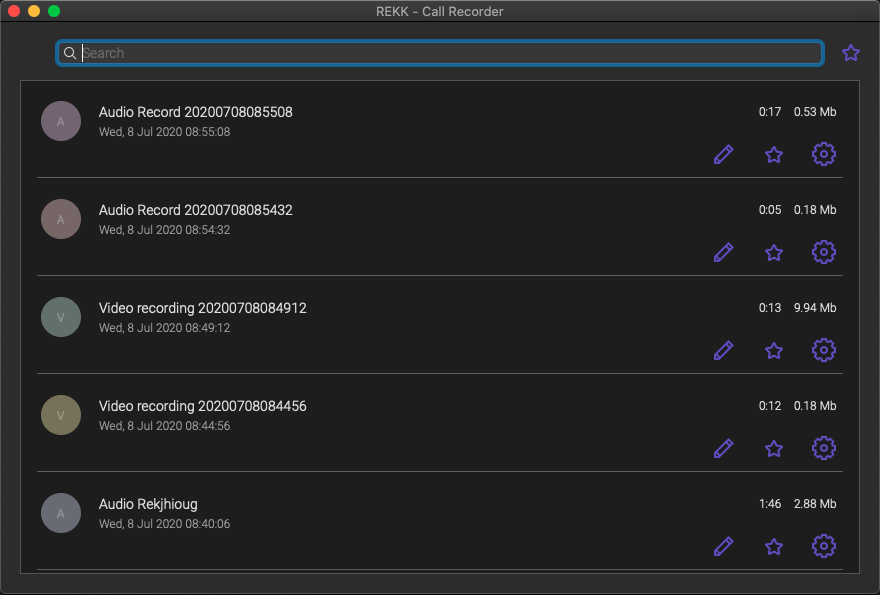 REKK - Call Recorder
Search
A
Audio Record 20200708085508
0:17 0.53 Mb
Wed, 8 Jul 2020 08:55:08
A
Audio Record 20200708085432
0:05 0.18 Mb
Wed, 8 Jul 2020 08:54:32
V
Video recording 20200708084912
0:13 9.94 Mb
Wed, 8 Jul 2020 08:49:12
V
Video recording 20200708084456
0:12 0.18 Mb
Wed, 8 Jul 2020 08:44:56
A
Audio Rekjhioug
1:46 2.88 Mb
Wed, 8 Jul 2020 08:40:06